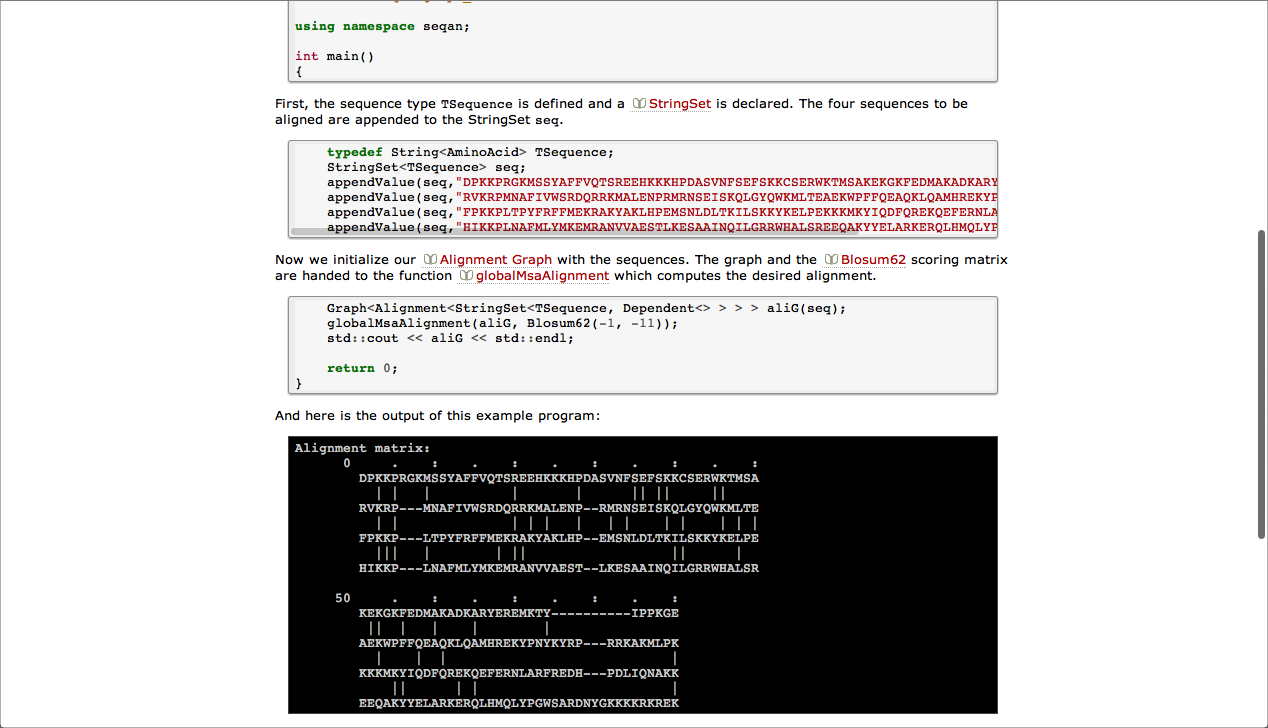 using namespace seqan;
int main()
{
First, the sequence type TSequence is defined and a StringSet is declared. The four sequences to be
aligned are appended to the StringSet seq.
typedef String<AminoAcid> TSequence;
StringSet<TSequence> seq;
appendValue(seq,"DPKKPRGKMSSYAFFVQTSREEHKKKHPDASVNFSEFSKKCSERWKTMSAKEKGKFEDMAKADKARY
appendValue(seq,"RVKRPMNAFIVWSRDQRRKMALENPRMRNSEISKQLGYQWKMLTEAEKWPFFQEAQKLQAMHREKYP
appendValue(seq,"FPKKPLTPYFRFFMEKRAKYAKLHPEMSNLDLTKILSKKYKELPEKKKMKYIQDFQREKQEFERNLA
appendValue(seq,"HIKKPLNAFMLYMKEMRANVVAESTLKESAAINQILGRRWHALSREEQAKYYELARKERQLHMQLYP
Now we initialize our Alignment Graph with the sequences. The graph and the Blosum62 scoring matrix
are handed to the function globalMsaAlignment which computes the desired alignment.
Graph<Alignment<StringSet<TSequence, Dependent<> > > > aliG(seq);
globalMsaAlignment(aliG, Blosum62(-1, -11));
std::cout << aliG << std::endl;
return 0;
}
And here is the output of this example program:
Alignment matrix:
0     .    :    .    :    .    :    .    :    .    :
DPKKPRGKMSSYAFFVQTSREEHKKKHPDASVNFSEFSKKCSERWKTMSA
  | |   |          |       |      || ||     ||
RVKRP---MNAFIVWSRDQRRKMALENP--RMRNSEISKQLGYQWKMLTE
  | |              | | |   |   | |    | |    | | |
FPKKP---LTPYFRFFMEKRAKYAKLHP--EMSNLDLTKILSKKYKELPE
  |||   |        | ||                  ||      |
HIKKP---LNAFMLYMKEMRANVVAEST--LKESAAINQILGRRWHALSR
50     .    :    .    :    .    :    .    :
KEKGKFEDMAKADKARYEREMKTY----------IPPKGE
 ||  |   |    |        |
AEKWPFFQEAQKLQAMHREKYPNYKYRP---RRKAKMLPK
  |    |  |                            |
KKKMKYIQDFQREKQEFERNLARFREDH---PDLIQNAKK
    ||      | |                        |
EEQAKYYELARKERQLHMQLYPGWSARDNYGKKKKRKREK